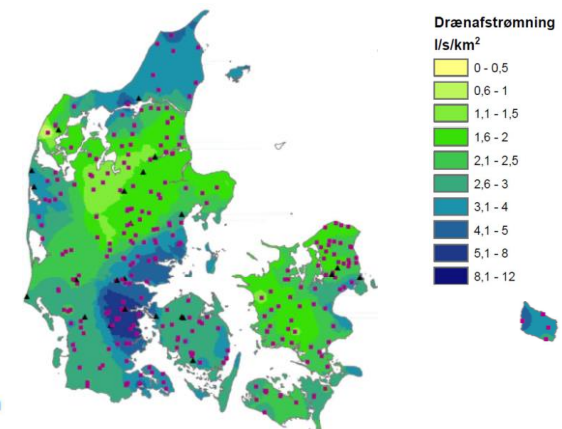 Drænafstrømning
l/s/km²
0 - 0,5
0,6 - 1
1,1 - 1,5
1,6 - 2
2,1 - 2,5
2,6 - 3
3,1 - 4
4,1 - 5
5,1 - 8
8,1 - 12